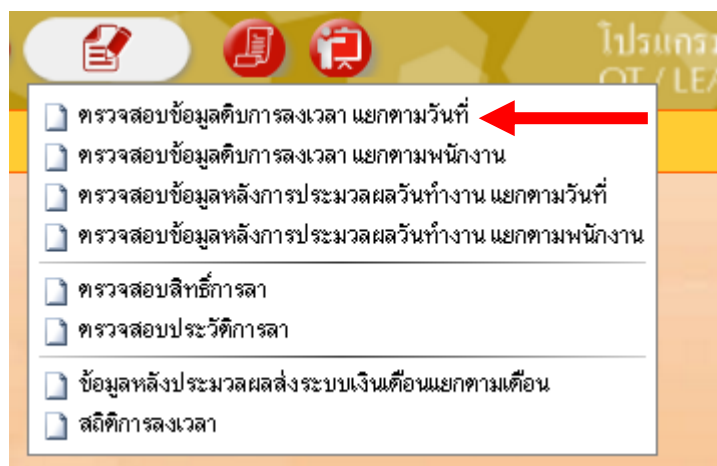 โปรแกรม
OT / LEA
ตรวจสอบข้อมูลดิบการลงเวลา แยกตามวันที่
ตรวจสอบข้อมูลดิบการลงเวลา แยกตามพนักงาน
ตรวจสอบข้อมูลหลังการประมวลผลวันทำงาน แยกตามวันที่
ตรวจสอบข้อมูลหลังการประมวลผลวันทำงาน แยกตามพนักงาน
ตรวจสอบสิทธิ์การลา
ตรวจสอบประวัติการลา
ข้อมูลหลังประมวลผลส่งระบบเงินเดือนแยกตามเดือน
สถิติการลงเวลา